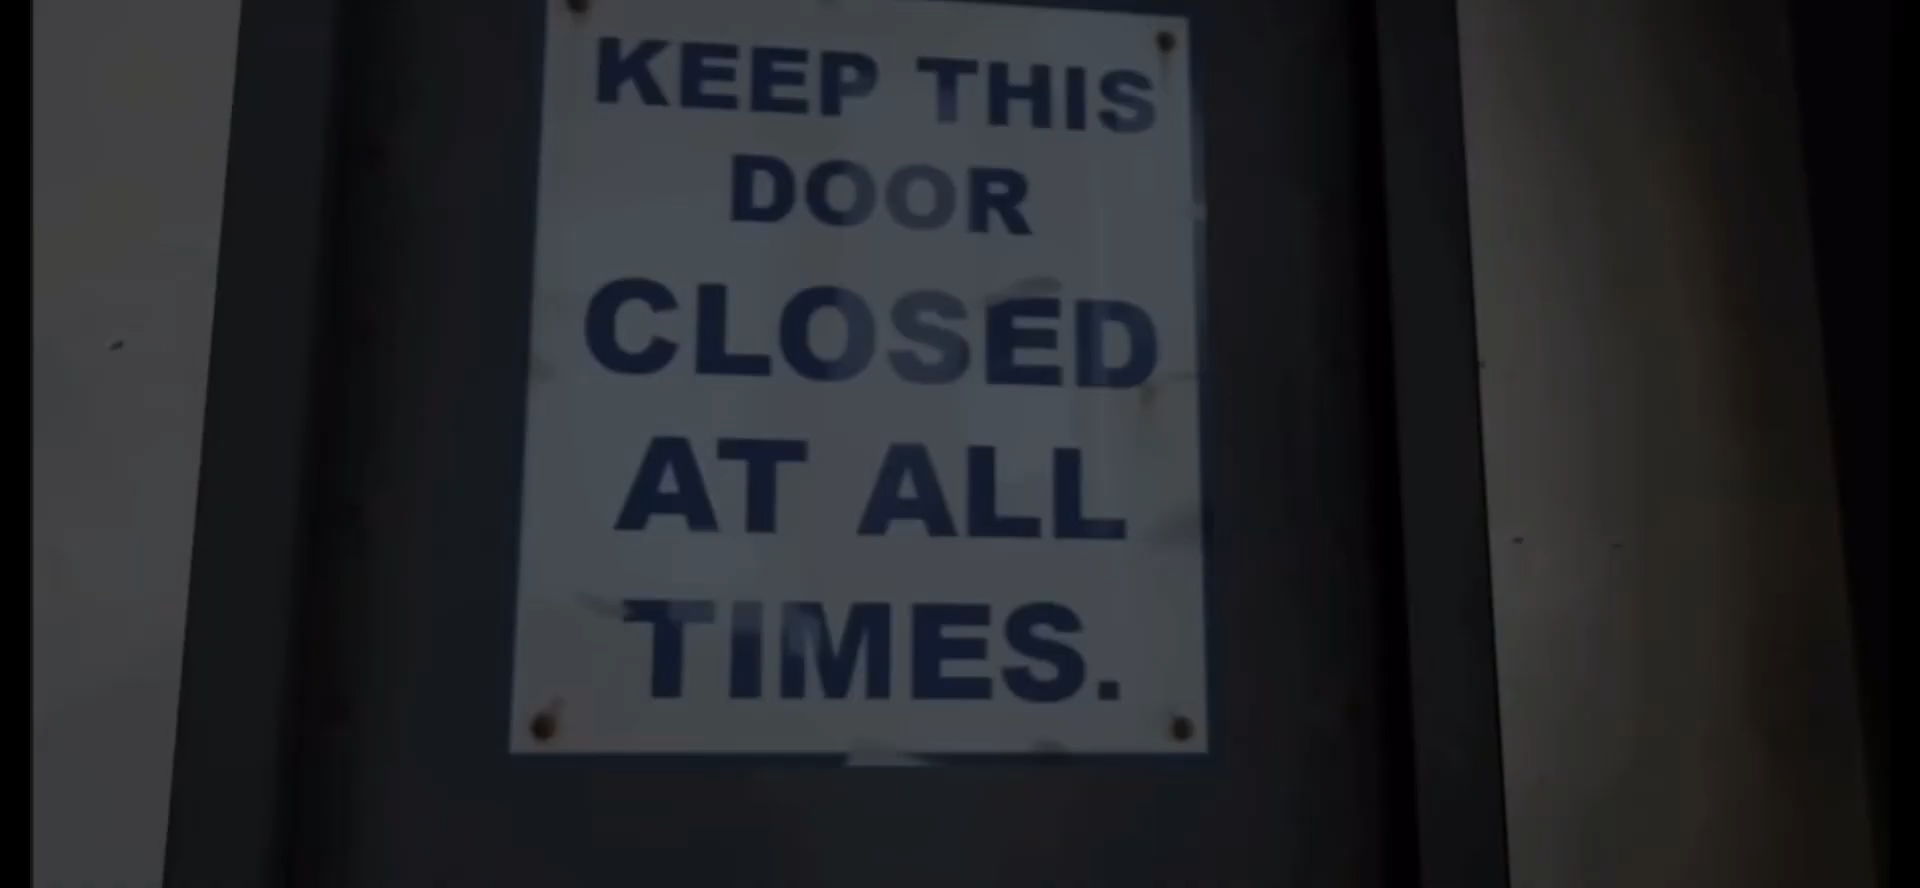 KEEP THIS
DOOR
CLOSED
AT ALL
TIMES.